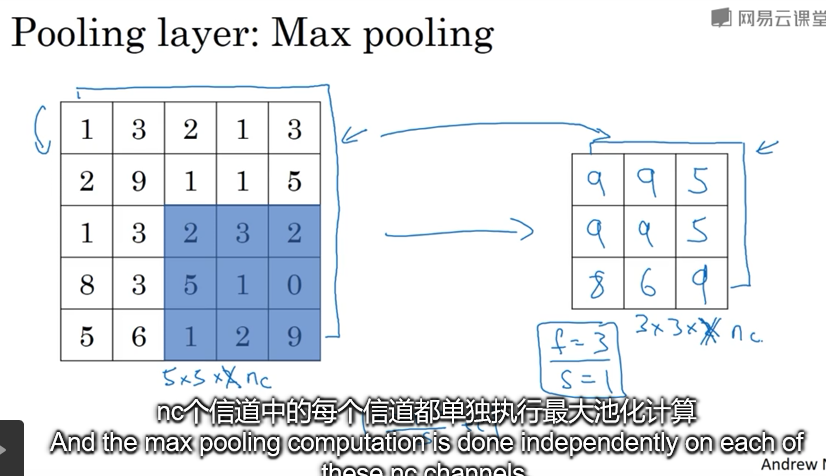 Pooling layer: Max pooling
网易云课堂
1 3 2 1 3
2 9 1 1 5
1 3 2 3 2
8 3 5 1 0
5 6 1 2 9
5×5× nc
9 9 5
9 9 5
8 6 9
3×3× nc
f=3
s=1
nc个信道中的每个信道都单独执行最大池化计算
And the max pooling computation is done independently on each of
these nc channels
Andrew N